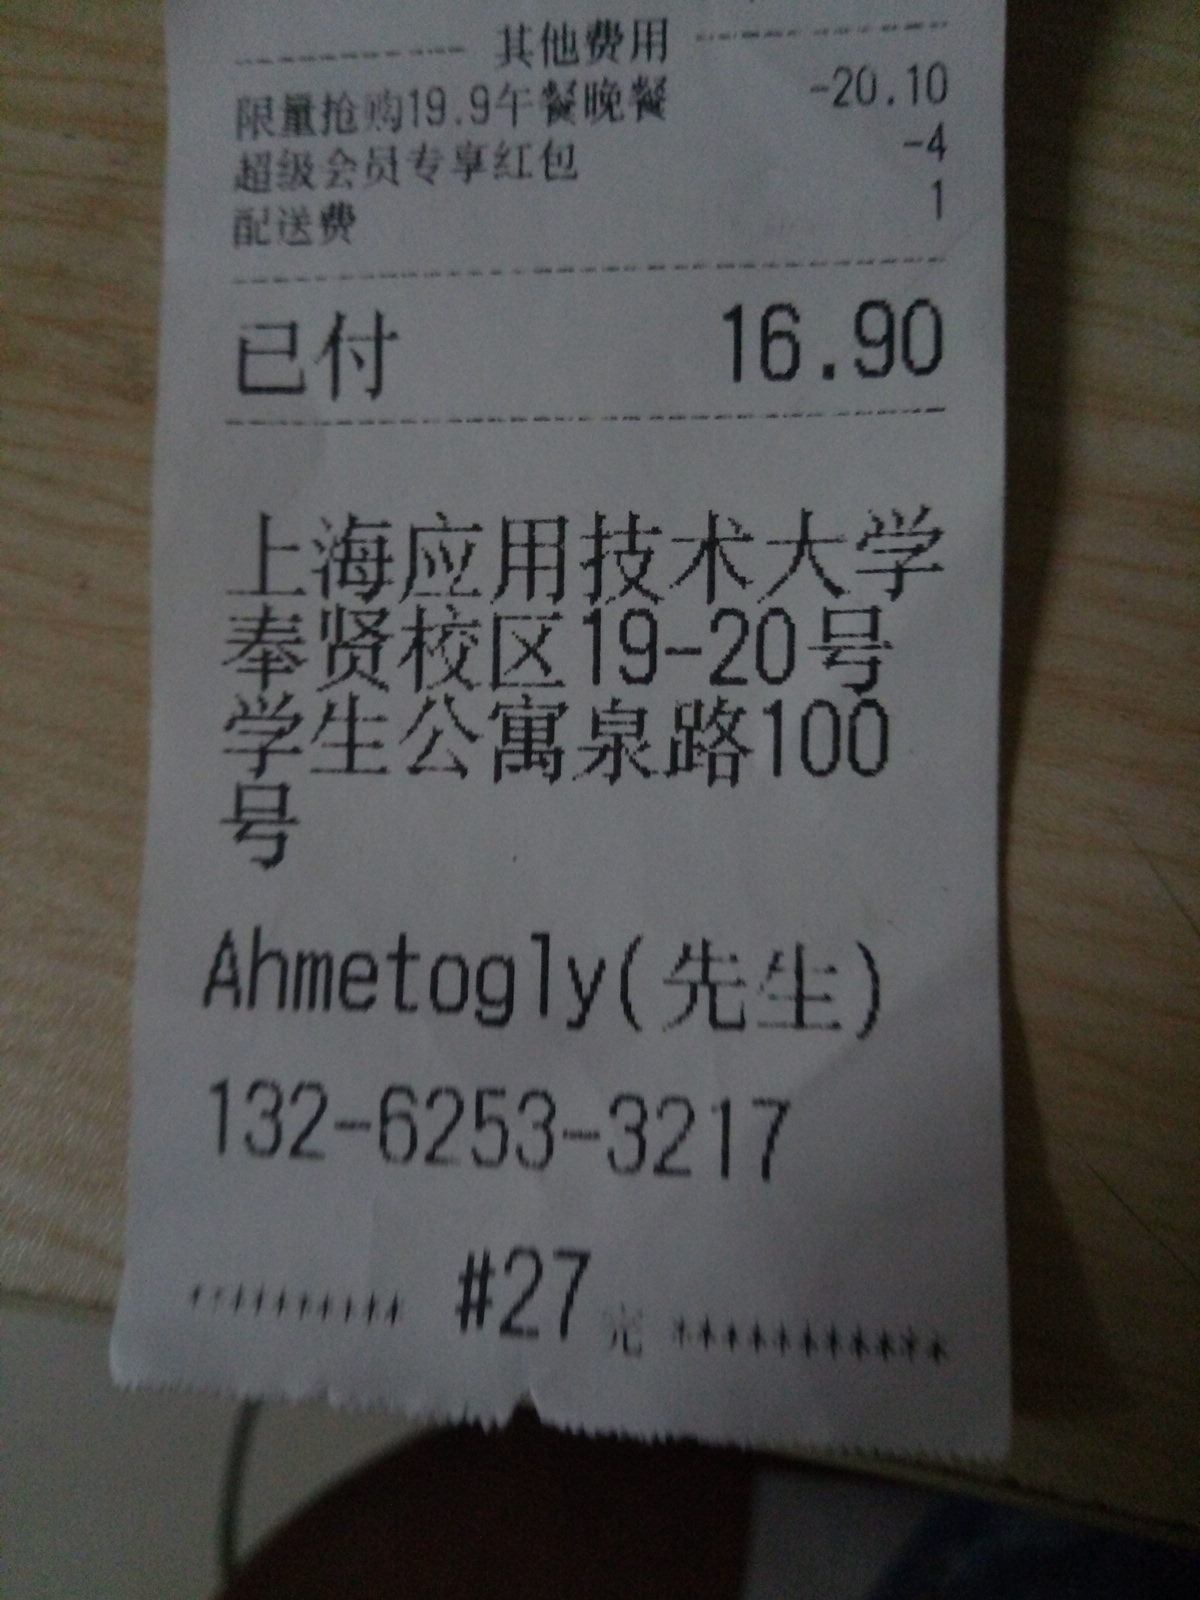 其他费用
限量抢购19.9午餐晚餐 -20.10
超级会员专享红包 -4
配送费 1
已付 16.90
上海应用技术大学
奉贤校区19-20号
学生公寓泉路100
号
Ahmetogly(先生)
132-6253-3217
********** #27 完 ***********